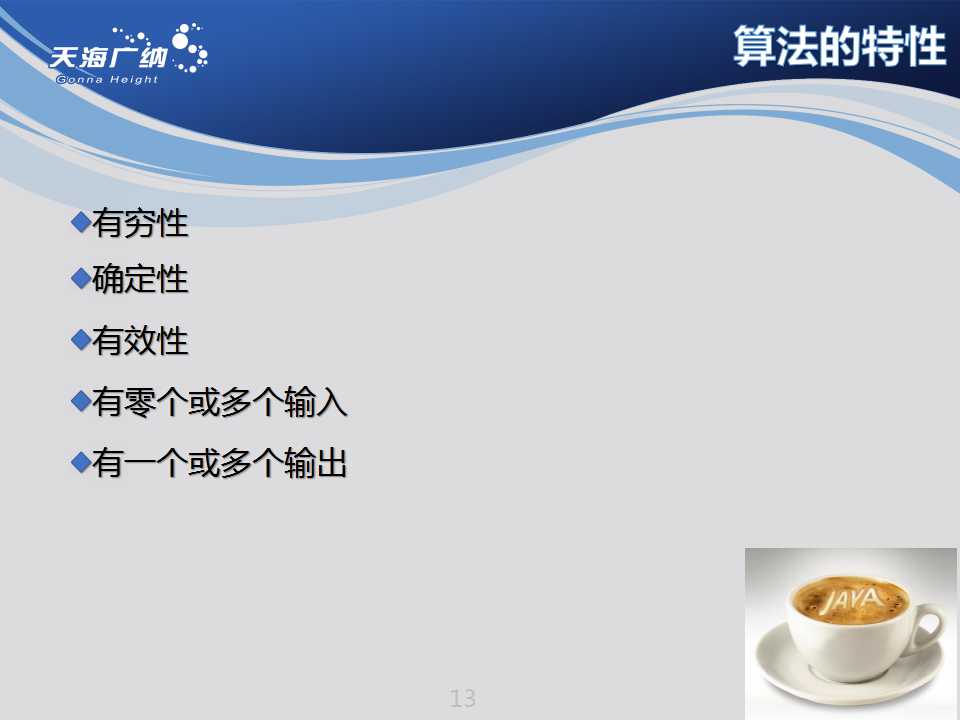 天海广纳
Gonna Height
算法的特性
有穷性
确定性
有效性
有零个或多个输入
有一个或多个输出
JAVA
13